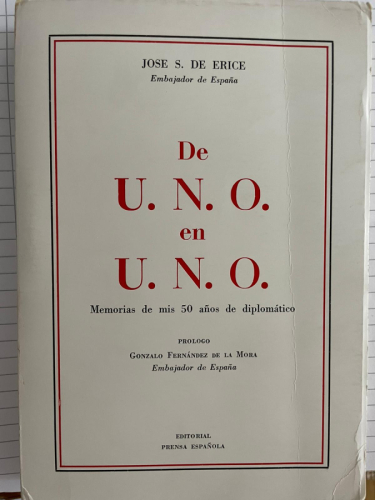 JOSE S. DE ERICE
Embajador de España
De
U. N. O.
en
U. N. O.
Memorias de mis 50 años de diplomático
PROLOGO
GONZALO FERNÁNDEZ DE LA MORA
Embajador de España
EDITORIAL
PRENSA ESPAÑOLA